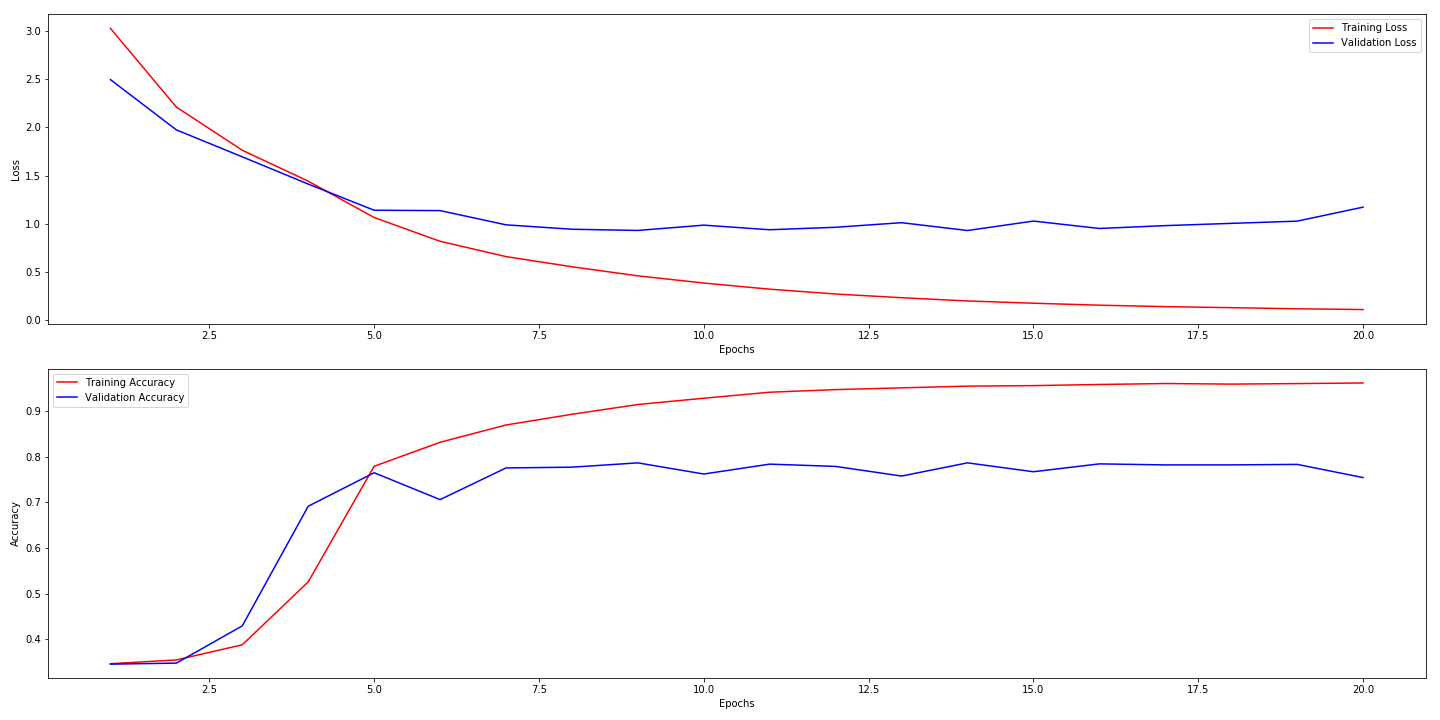 3.0
2.5
2.0
1.5
1.0
0.5
0.0
Loss
Training Loss
Validation Loss
2.5 5.0 7.5 10.0 12.5 15.0 17.5 20.0
Epochs
0.9
0.8
0.7
0.6
0.5
0.4
Accuracy
Training Accuracy
Validation Accuracy
2.5 5.0 7.5 10.0 12.5 15.0 17.5 20.0
Epochs